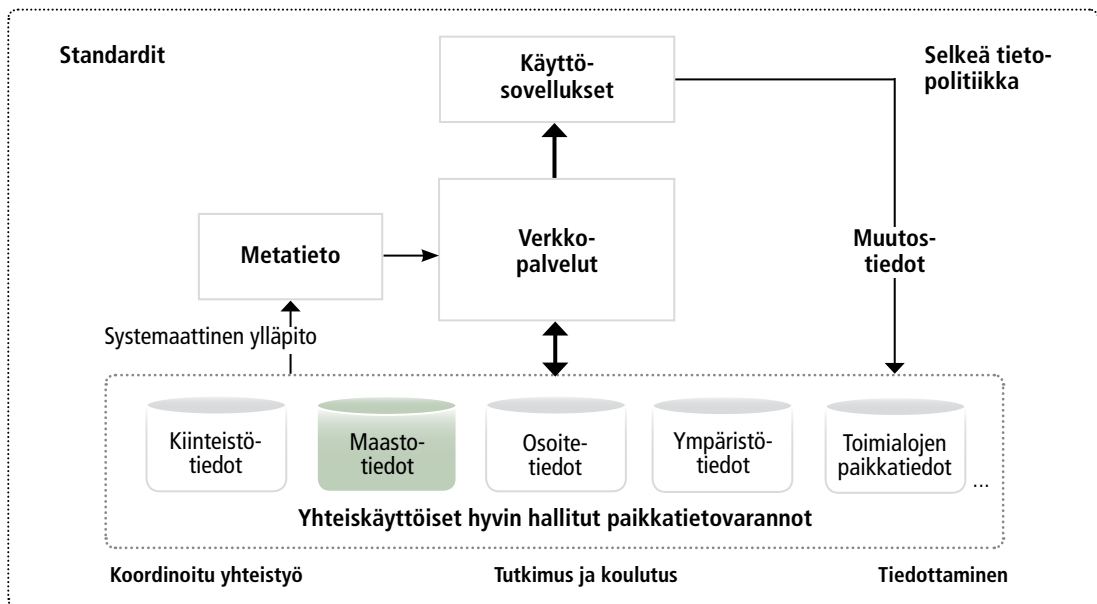 Standardit
Käyttö-
sovellukset
Selkeä tieto-
politiikka
Metatieto
Verkko-
palvelut
Muutos-
tiedot
Systemaattinen ylläpito
Kiinteistö-
tiedot
Maasto-
tiedot
Osoite-
tiedot
Ympäristö-
tiedot
Toimialojen
paikkatiedot
...
Yhteiskäyttöiset hyvin hallitut paikkatietovarannot
Koordinoitu yhteistyö
Tutkimus ja koulutus
Tiedottaminen